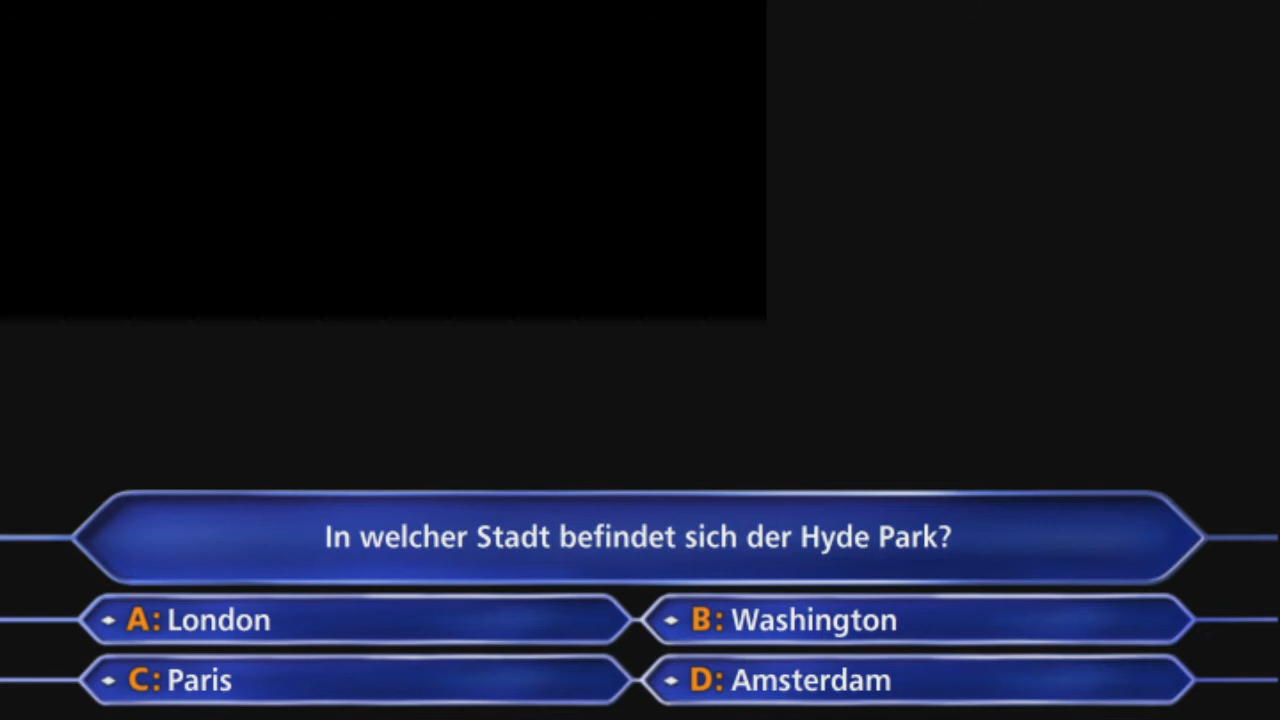 In welcher Stadt befindet sich der Hyde Park?
A: London
B: Washington
C: Paris
D: Amsterdam